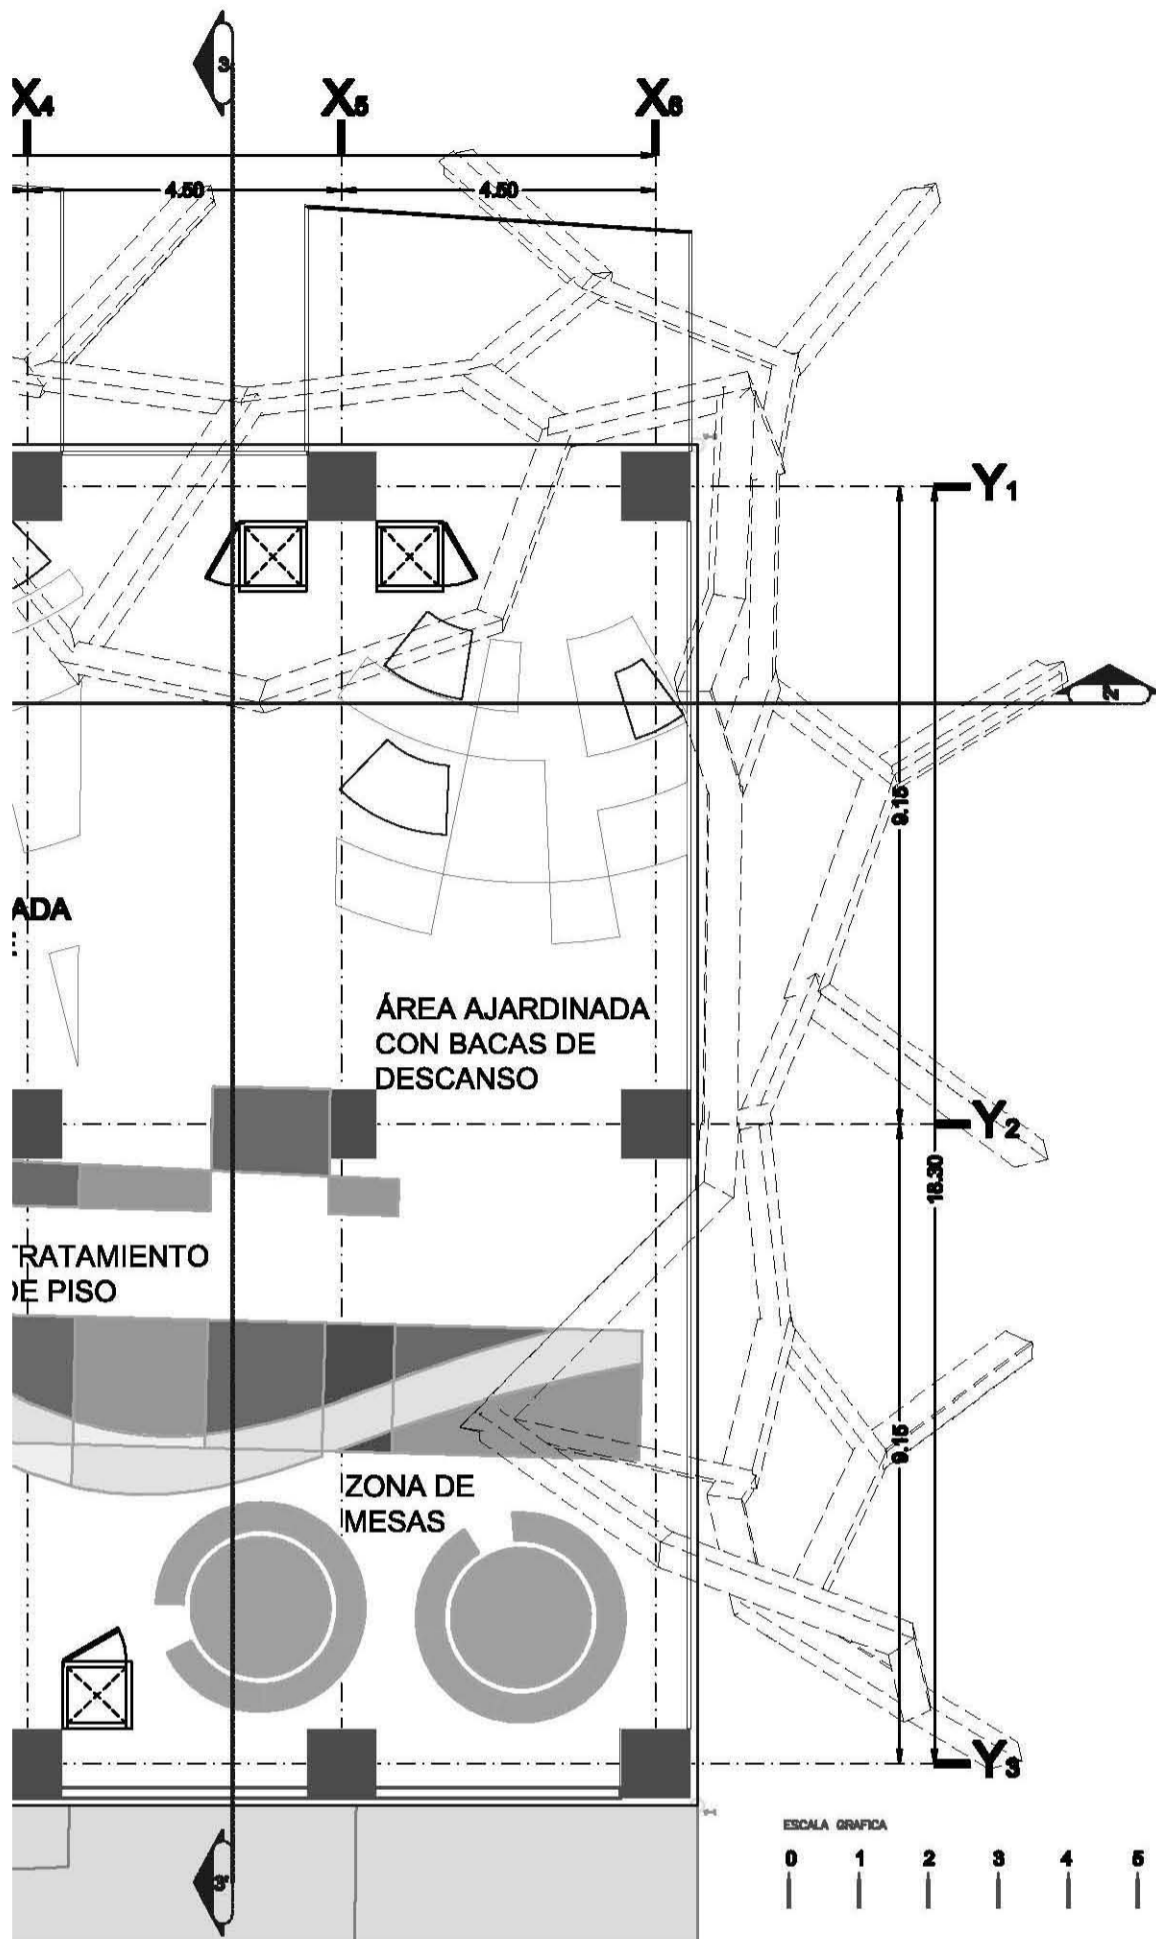 3
X4
X5
X6
4.50
4.50
Y1
2'
9.15
ADA
ÁREA AJARDINADA
CON BACAS DE
DESCANSO
Y2
18.30
TRATAMIENTO
DE PISO
9.15
ZONA DE
MESAS
Y3
3'
ESCALA GRAFICA
0 1 2 3 4 5